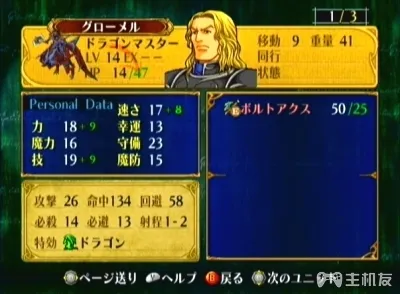 グローメル
1/3
ドラゴンマスター
LV 14 EX −−
HP 14/47
移動 9 重量 41
同行
状態
Personal Data
速さ 17+8
力 18+9 幸運 13
魔力 16 守備 23
技 19+9 魔防 15
ボルトアクス 50/25
攻撃 26 命中134 回避 58
必殺 14 必避 13 射程1-2
特効 ドラゴン
ページ送り ヘルプ B 戻る 次のユニ
主机友